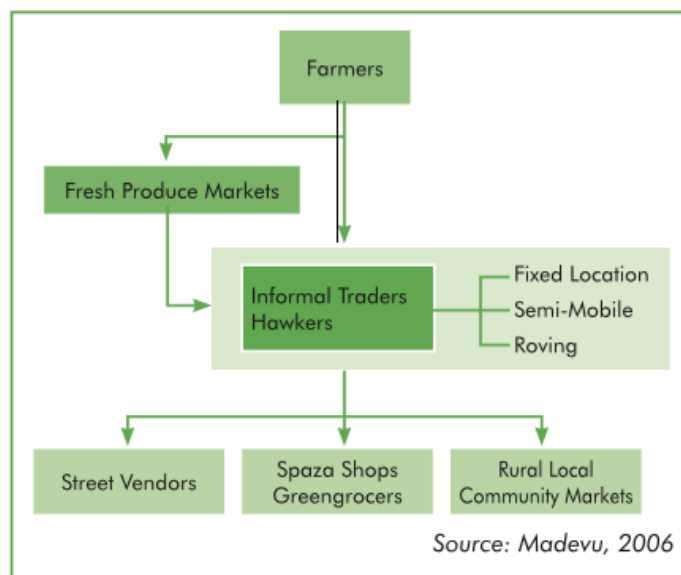 Farmers
Fresh Produce Markets
Informal Traders
Hawkers
Fixed Location
Semi-Mobile
Roving
Street Vendors
Spaza Shops
Greengrocers
Rural Local
Community Markets
Source: Madevu, 2006